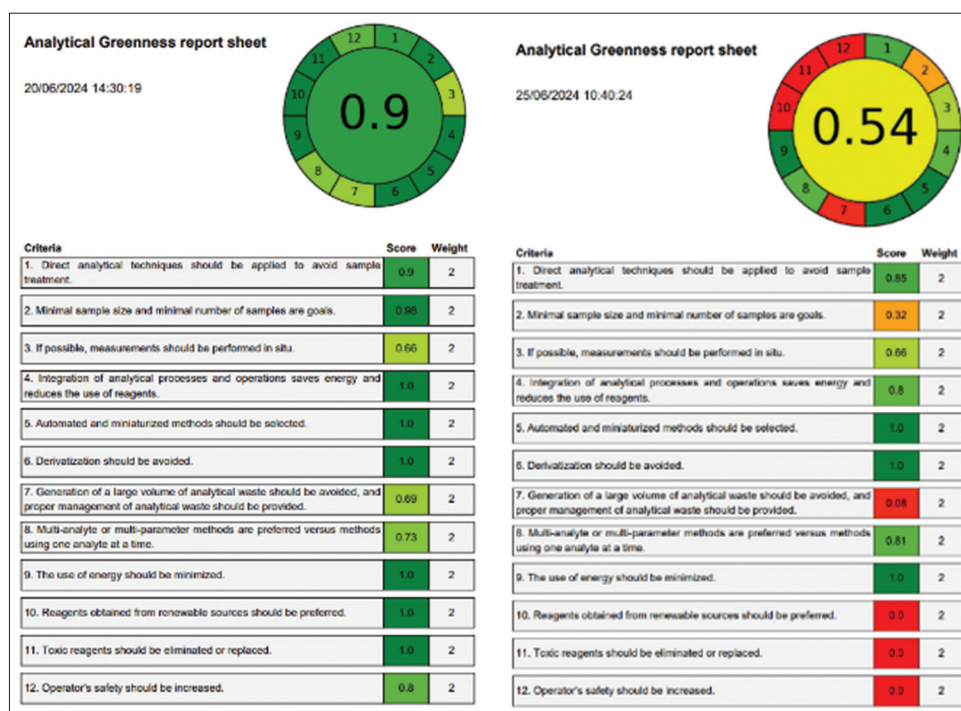 Analytical Greenness report sheet
20/06/2024 14:30:19
12 1
11 2
10 3
0.9
9 4
8 5
7 6
Criteria Score Weight
1. Direct analytical techniques should be applied to avoid sample
treatment. 0.9 2
2. Minimal sample size and minimal number of samples are goals. 0.98 2
3. If possible, measurements should be performed in situ. 0.66 2
4. Integration of analytical processes and operations saves energy and
reduces the use of reagents. 1.0 2
5. Automated and miniaturized methods should be selected. 1.0 2
6. Derivatization should be avoided. 1.0 2
7. Generation of a large volume of analytical waste should be avoided, and
proper management of analytical waste should be provided. 0.69 2
8. Multi-analyte or multi-parameter methods are preferred versus methods
using one analyte at a time. 0.73 2
9. The use of energy should be minimized. 1.0 2
10. Reagents obtained from renewable sources should be preferred. 1.0 2
11. Toxic reagents should be eliminated or replaced. 1.0 2
12. Operator's safety should be increased. 0.8 2
Analytical Greenness report sheet
25/06/2024 10:40:24
12 1
11 2
10 3
0.54
9 4
8 5
7 6
Criteria Score Weight
1. Direct analytical techniques should be applied to avoid sample
treatment. 0.85 2
2. Minimal sample size and minimal number of samples are goals. 0.32 2
3. If possible, measurements should be performed in situ. 0.66 2
4. Integration of analytical processes and operations saves energy and
reduces the use of reagents. 0.8 2
5. Automated and miniaturized methods should be selected. 1.0 2
6. Derivatization should be avoided. 1.0 2
7. Generation of a large volume of analytical waste should be avoided, and
proper management of analytical waste should be provided. 0.08 2
8. Multi-analyte or multi-parameter methods are preferred versus methods
using one analyte at a time. 0.81 2
9. The use of energy should be minimized. 1.0 2
10. Reagents obtained from renewable sources should be preferred. 0.0 2
11. Toxic reagents should be eliminated or replaced. 0.0 2
12. Operator's safety should be increased. 0.0 2